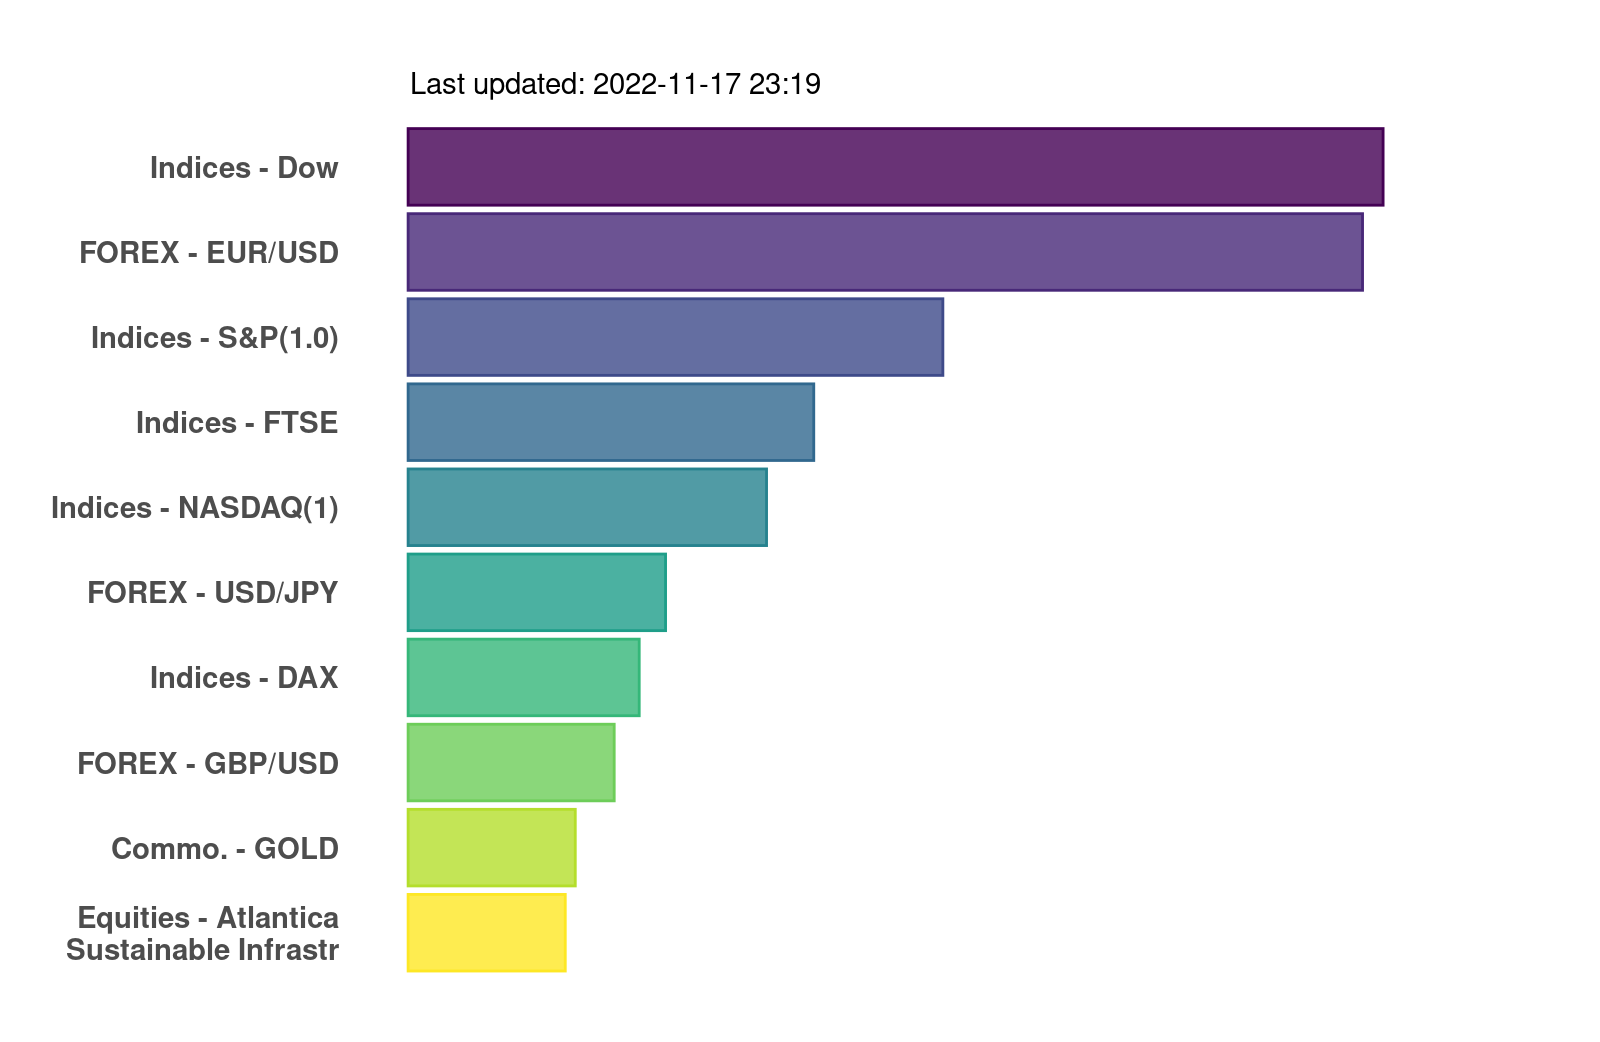 Last updated: 2022-11-17 23:19
Indices - Dow
FOREX - EUR/USD
Indices - S&P(1.0)
Indices - FTSE
Indices - NASDAQ(1)
FOREX - USD/JPY
Indices - DAX
FOREX - GBP/USD
Commo. - GOLD
Equities - Atlantica
Sustainable Infrastr